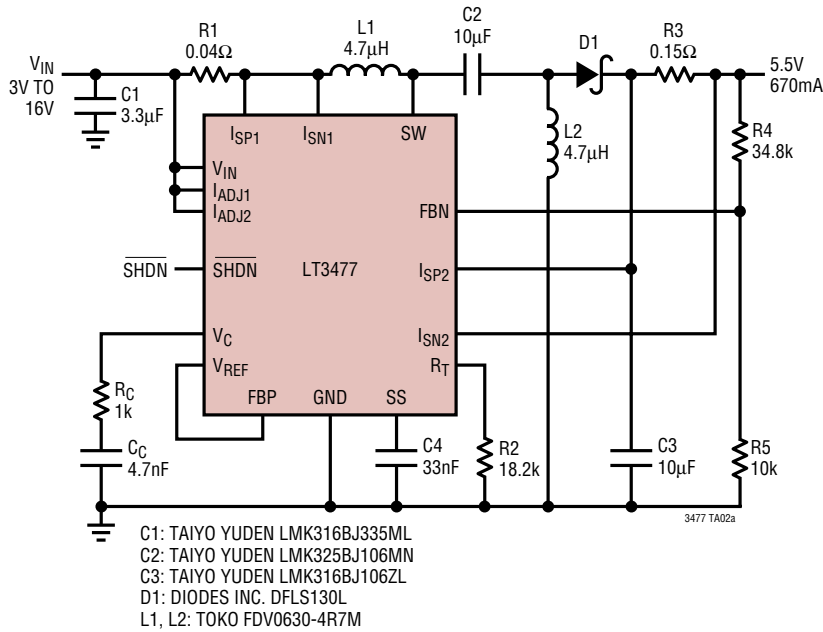 R1
0.04Ω
L1
4.7µH
C2
10µF
D1
R3
0.15Ω
VIN
3V TO
16V
C1
3.3µF
5.5V
670mA
ISP1
ISN1
SW
L2
4.7µH
R4
34.8k
VIN
IADJ1
IADJ2
FBN
SHDN
SHDN
LT3477
ISP2
VC
ISN2
VREF
RT
FBP
GND
SS
RC
1k
CC
4.7nF
C4
33nF
R2
18.2k
C3
10µF
R5
10k
3477 TA02a
C1: TAIYO YUDEN LMK316BJ335ML
C2: TAIYO YUDEN LMK325BJ106MN
C3: TAIYO YUDEN LMK316BJ106ZL
D1: DIODES INC. DFLS130L
L1, L2: TOKO FDV0630-4R7M